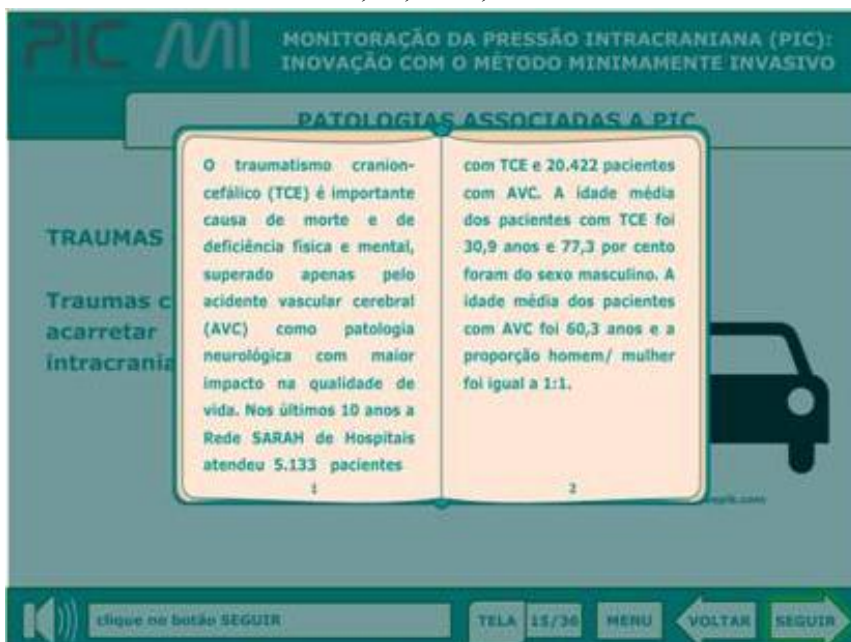 PIC MI
MONITORAÇÃO DA PRESSÃO INTRACRANIANA (PIC):
INOVAÇÃO COM O MÉTODO MINIMAMENTE INVASIVO
PATOLOGIAS ASSOCIADAS A PIC
TRAUMAS
Traumas
acarretar
O traumatismo cranion-
cefálico (TCE) é importante
causa de morte e de
deficiência física e mental,
superado apenas pelo
acidente vascular cerebral
(AVC) como patologia
neurológica com maior
impacto na qualidade de
vida. Nos últimos 10 anos a
Rede SARAH de Hospitais
atendeu 5.133 pacientes
1
com TCE e 20.422 pacientes
com AVC. A idade média
dos pacientes com TCE foi
30,9 anos e 77,3 por cento
foram do sexo masculino. A
idade média dos pacientes
com AVC foi 60,3 anos e a
proporção homem/ mulher
foi igual a 1:1.
2
clique no botão SEGUIR
TELA 15/36 MENU VOLTAR SEGUIR